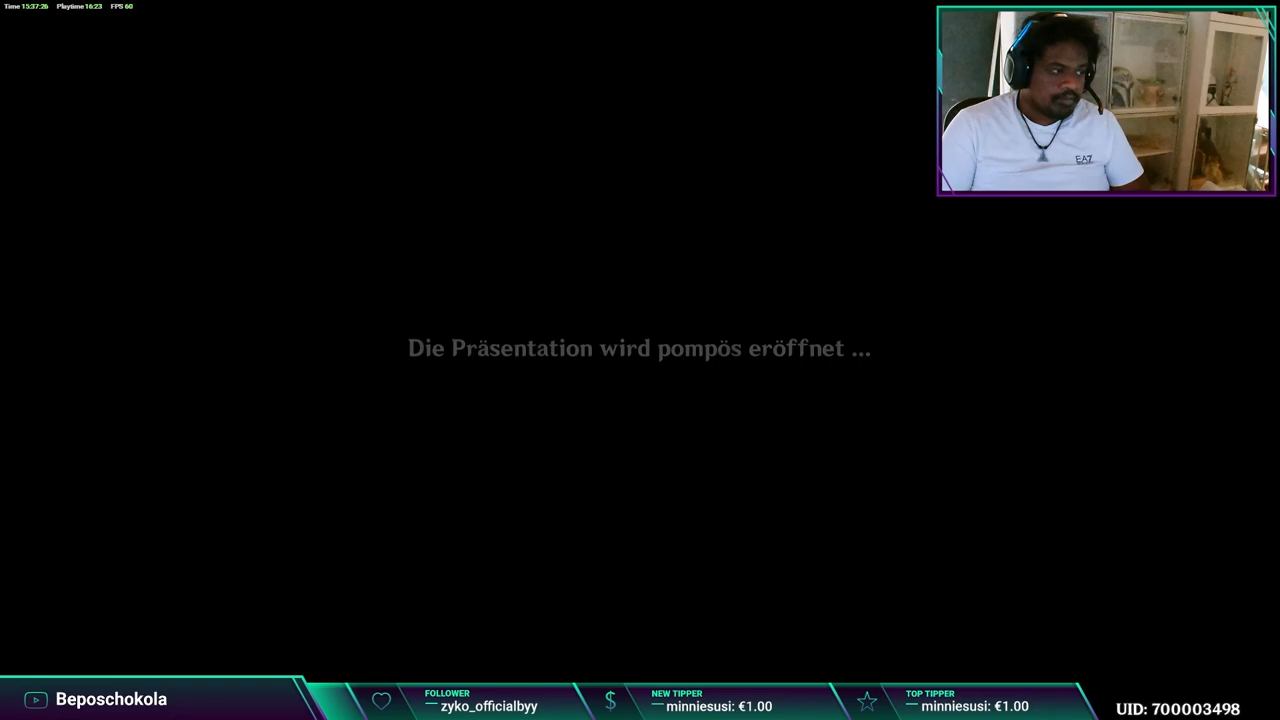 Time 15:37:26 Playtime 16:23 FPS 60
EA7
Die Präsentation wird pompös eröffnet ...
Beposchokola
FOLLOWER
zyko_officialbyy
NEW TIPPER
minniesusi: €1.00
TOP TIPPER
minniesusi: €1.00
UID: 700003498